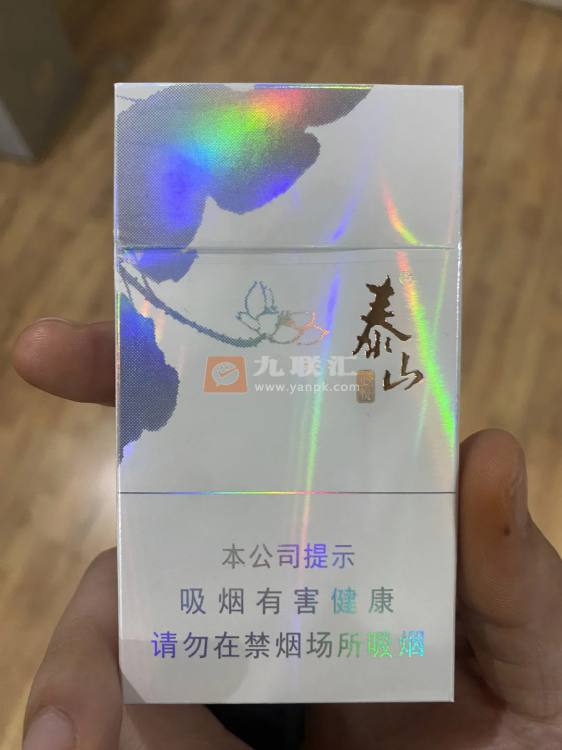 泰山
九联汇
www.yanpk.com
本公司提示
吸烟有害健康
请勿在禁烟场所吸烟